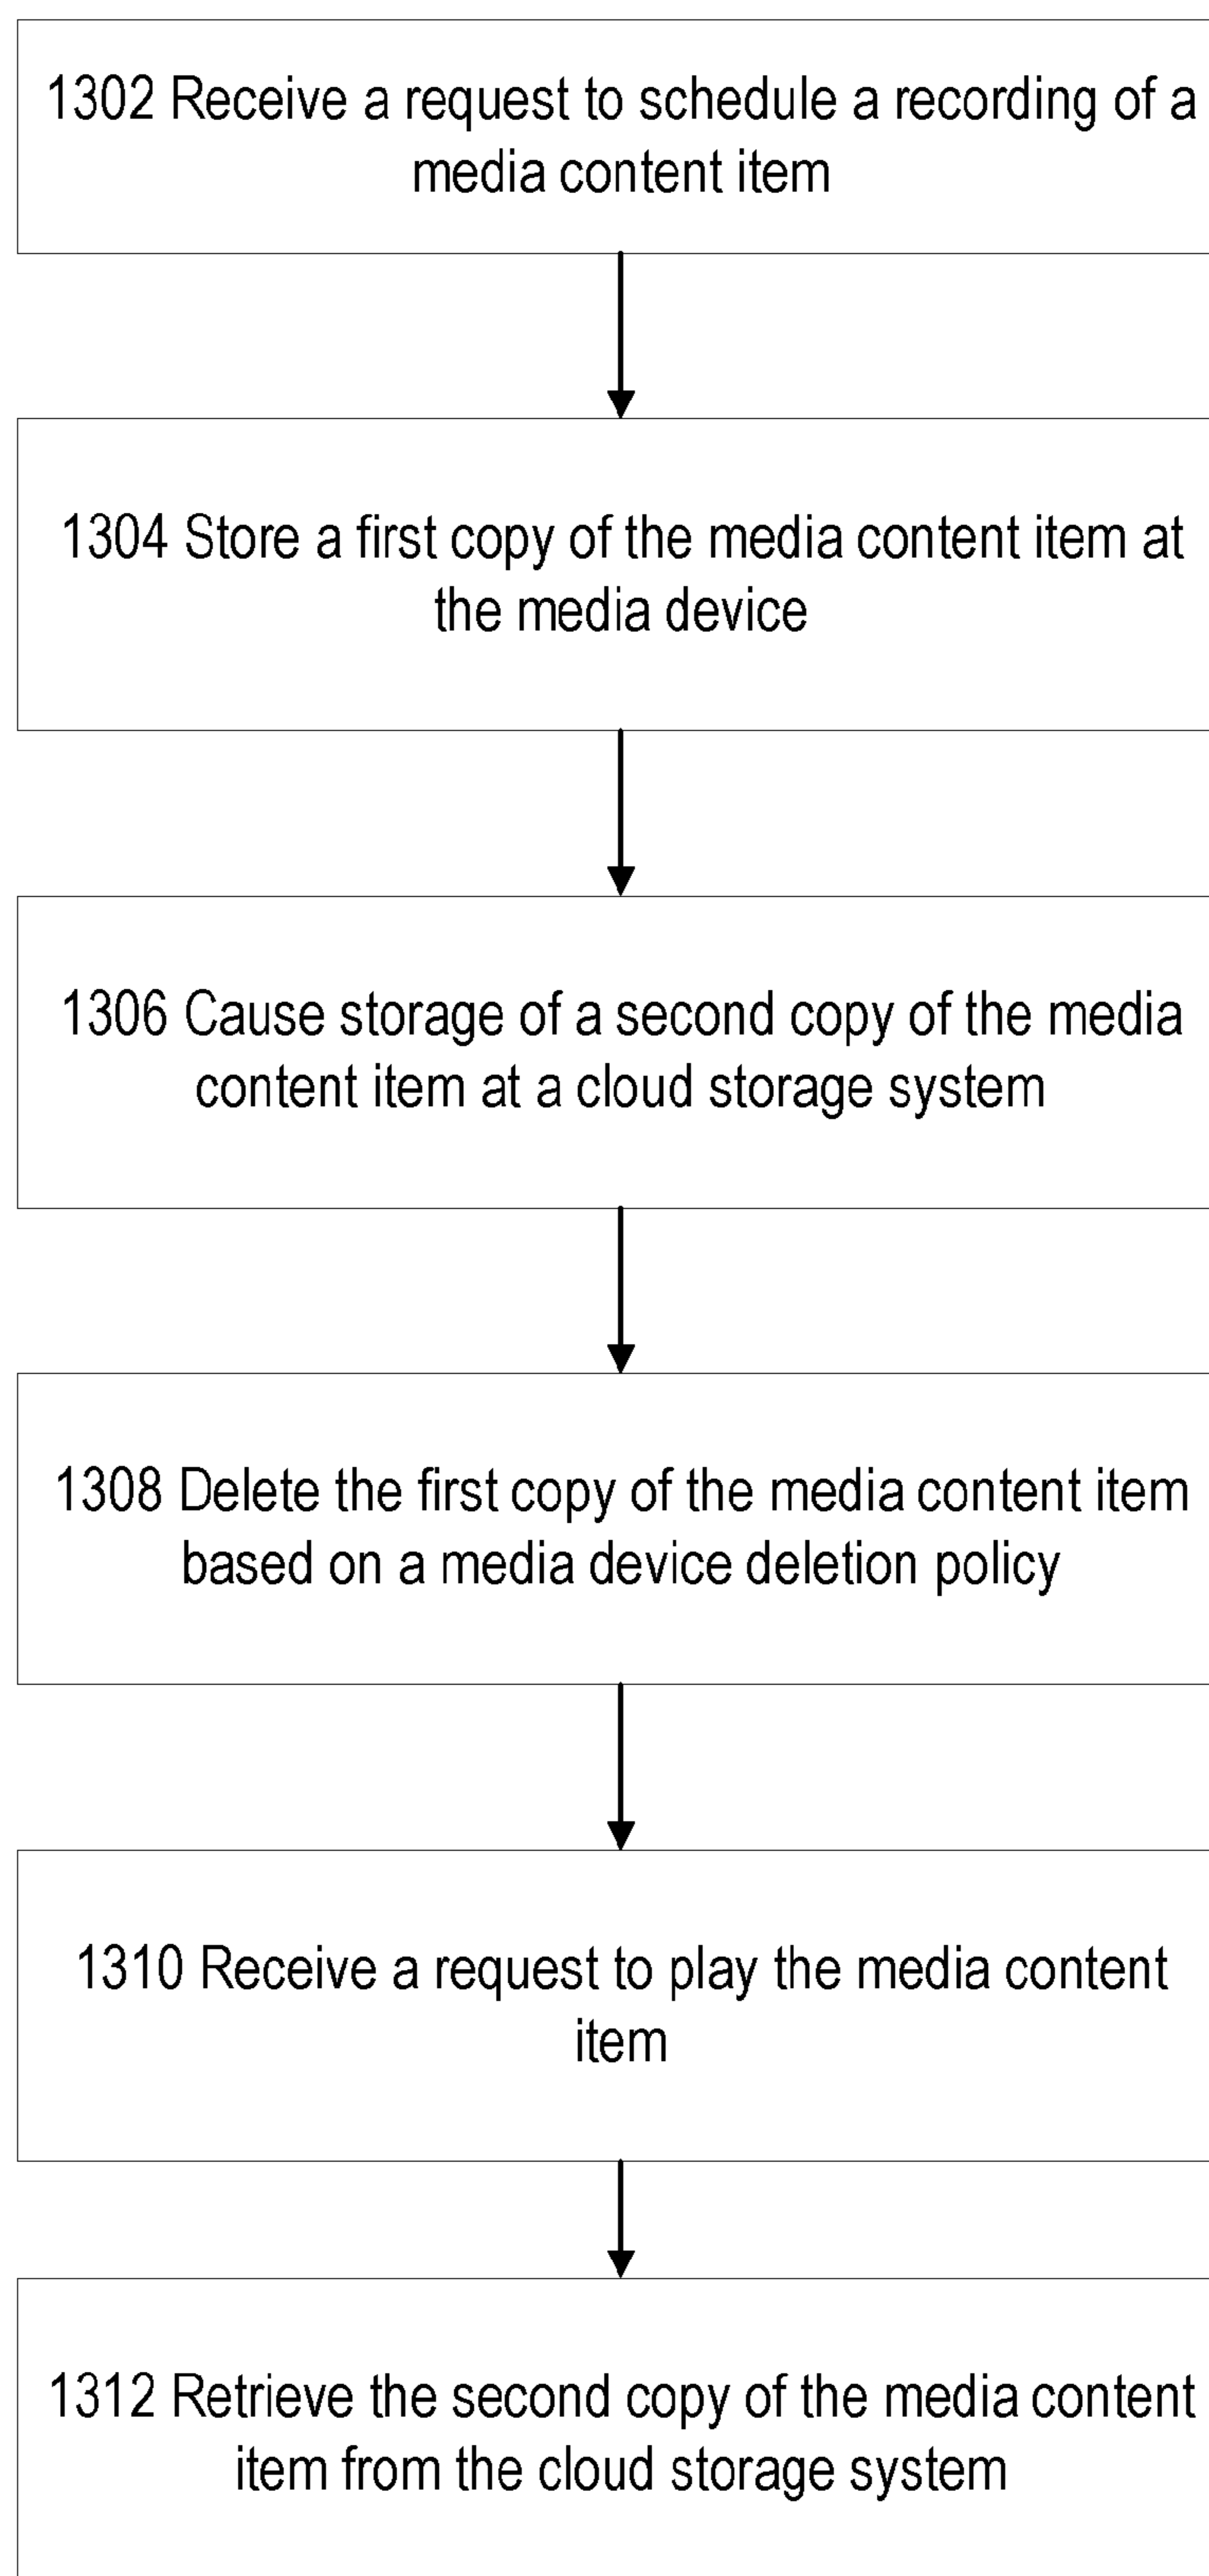 1302 Receive a request to schedule a recording of a
media content item
1304 Store a first copy of the media content item at
the media device
1306 Cause storage of a second copy of the media
content item at a cloud storage system
1308 Delete the first copy of the media content item
based on a media device deletion policy
1310 Receive a request to play the media content
item
1312 Retrieve the second copy of the media content
item from the cloud storage system